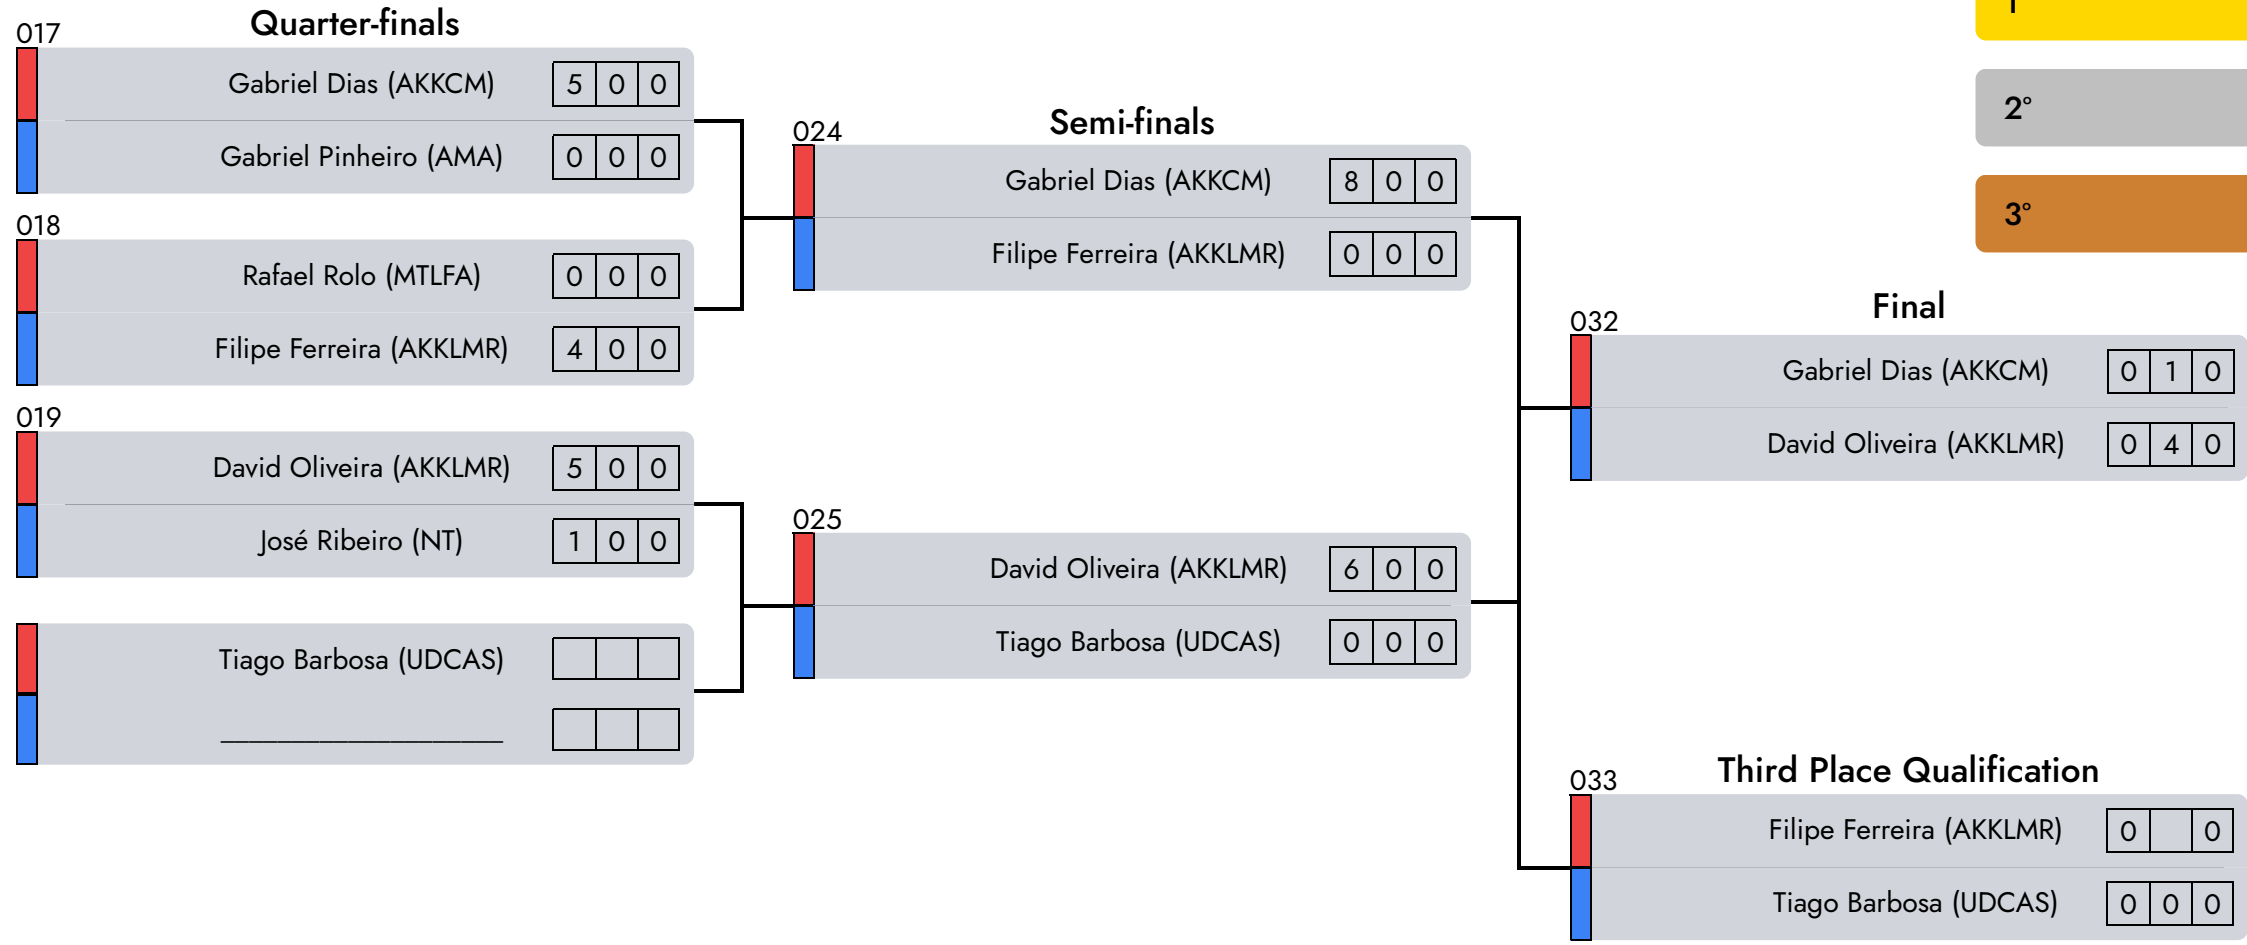 Quarter-finals
017
Gabriel Dias (AKKCM) 5 0 0
Gabriel Pinheiro (AMA) 0 0 0
018
Rafael Rolo (MTLFA) 0 0 0
Filipe Ferreira (AKKLMR) 4 0 0
019
David Oliveira (AKKLMR) 5 0 0
José Ribeiro (NT) 1 0 0
Tiago Barbosa (UDCAS)
____________________
Semi-finals
024
Gabriel Dias (AKKCM) 8 0 0
Filipe Ferreira (AKKLMR) 0 0 0
025
David Oliveira (AKKLMR) 6 0 0
Tiago Barbosa (UDCAS) 0 0 0
2°
3°
Final
032
Gabriel Dias (AKKCM) 0 1 0
David Oliveira (AKKLMR) 0 4 0
Third Place Qualification
033
Filipe Ferreira (AKKLMR) 0 0
Tiago Barbosa (UDCAS) 0 0 0